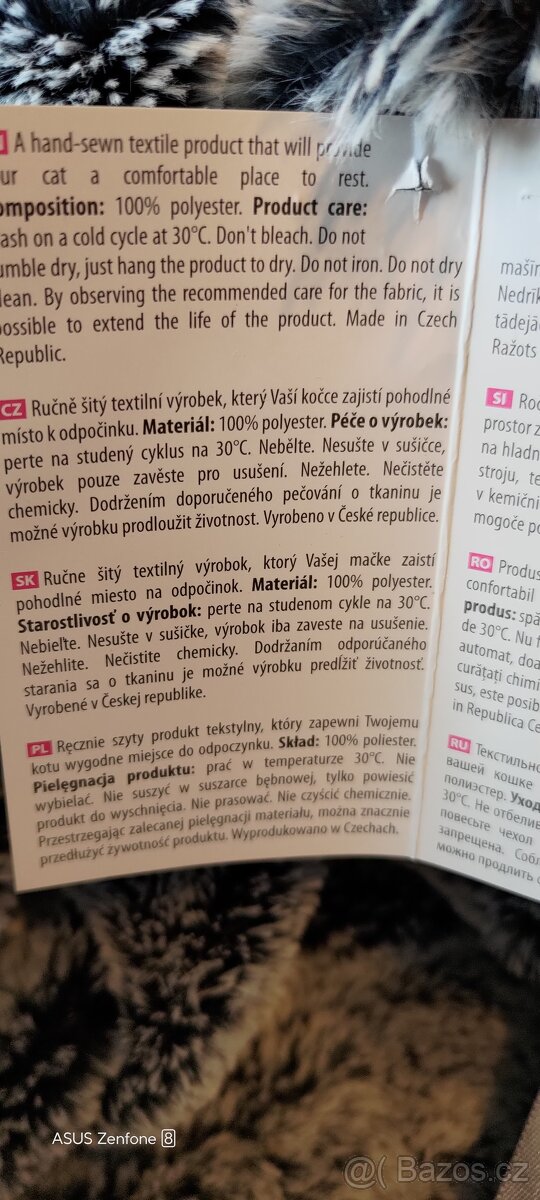 A hand-sewn textile product that will provide
ur cat a comfortable place to rest.
omposition: 100% polyester. Product care:
ash on a cold cycle at 30°C. Don't bleach. Do not
umble dry, just hang the product to dry. Do not iron. Do not dry
lean. By observing the recommended care for the fabric, it is
possible to extend the life of the product. Made in Czech
Republic.
CZ Ručně šitý textilní výrobek, který Vaší kočce zajistí pohodlné
místo k odpočinku. Materiál: 100% polyester. Péče o výrobek:
perte na studený cyklus na 30°C. Nebělte. Nesušte v sušičce,
výrobek pouze zavěste pro usušení. Nežehlete. Nečistěte
chemicky. Dodržením doporučeného pečování o tkaninu je
možné výrobku prodloužit životnost. Vyrobeno v České republice.
SK Ručne šitý textilný výrobok, ktorý Vašej mačke zaistí
pohodlné miesto na odpočinok. Materiál: 100% polyester.
Starostlivosť o výrobok: perte na studenom cykle na 30°C.
Nebieľte. Nesušte v sušičke, výrobok iba zaveste na usušenie.
Nežehlite. Nečistite chemicky. Dodržaním odporúčaného
starania sa o tkaninu je možné výrobku predĺžiť životnosť.
Vyrobené v Českej republike.
PL Ręcznie szyty produkt tekstylny, który zapewni Twojemu
kotu wygodne miejsce do odpoczynku. Skład: 100% poliester.
Pielęgnacja produktu: prać w temperaturze 30°C. Nie
wybielać. Nie suszyć w suszarce bębnowej, tylko powiesić
produkt do wyschnięcia. Nie prasować. Nie czyścić chemicznie.
Przestrzegając zalecanej pielęgnacji materiału, można znacznie
przedłużyć żywotność produktu. Wyprodukowano w Czechach.
mašīn
Nedrīk
tādejād
Ražots
SI Roč
prostor z
na hladn
stroju, te
v kemični
mogoče po
RO Produs
confortabil
produs: spă
de 30°C. Nu f
automat, doa
curățați chimi
sus, este posib
in Republica Ce
RU Текстильно
вашей кошке
полиэстер. Уход
30°C. Не отбелив
повесьте чехол
запрещена. Собл
можно продлить с
ASUS Zenfone 8
@( Bazos.cz